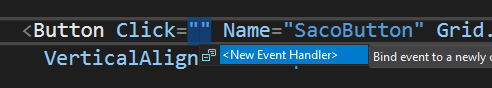 <Button Click="" Name="SacoButton" Grid.
VerticalAlign <New Event Handler> Bind event to a newly